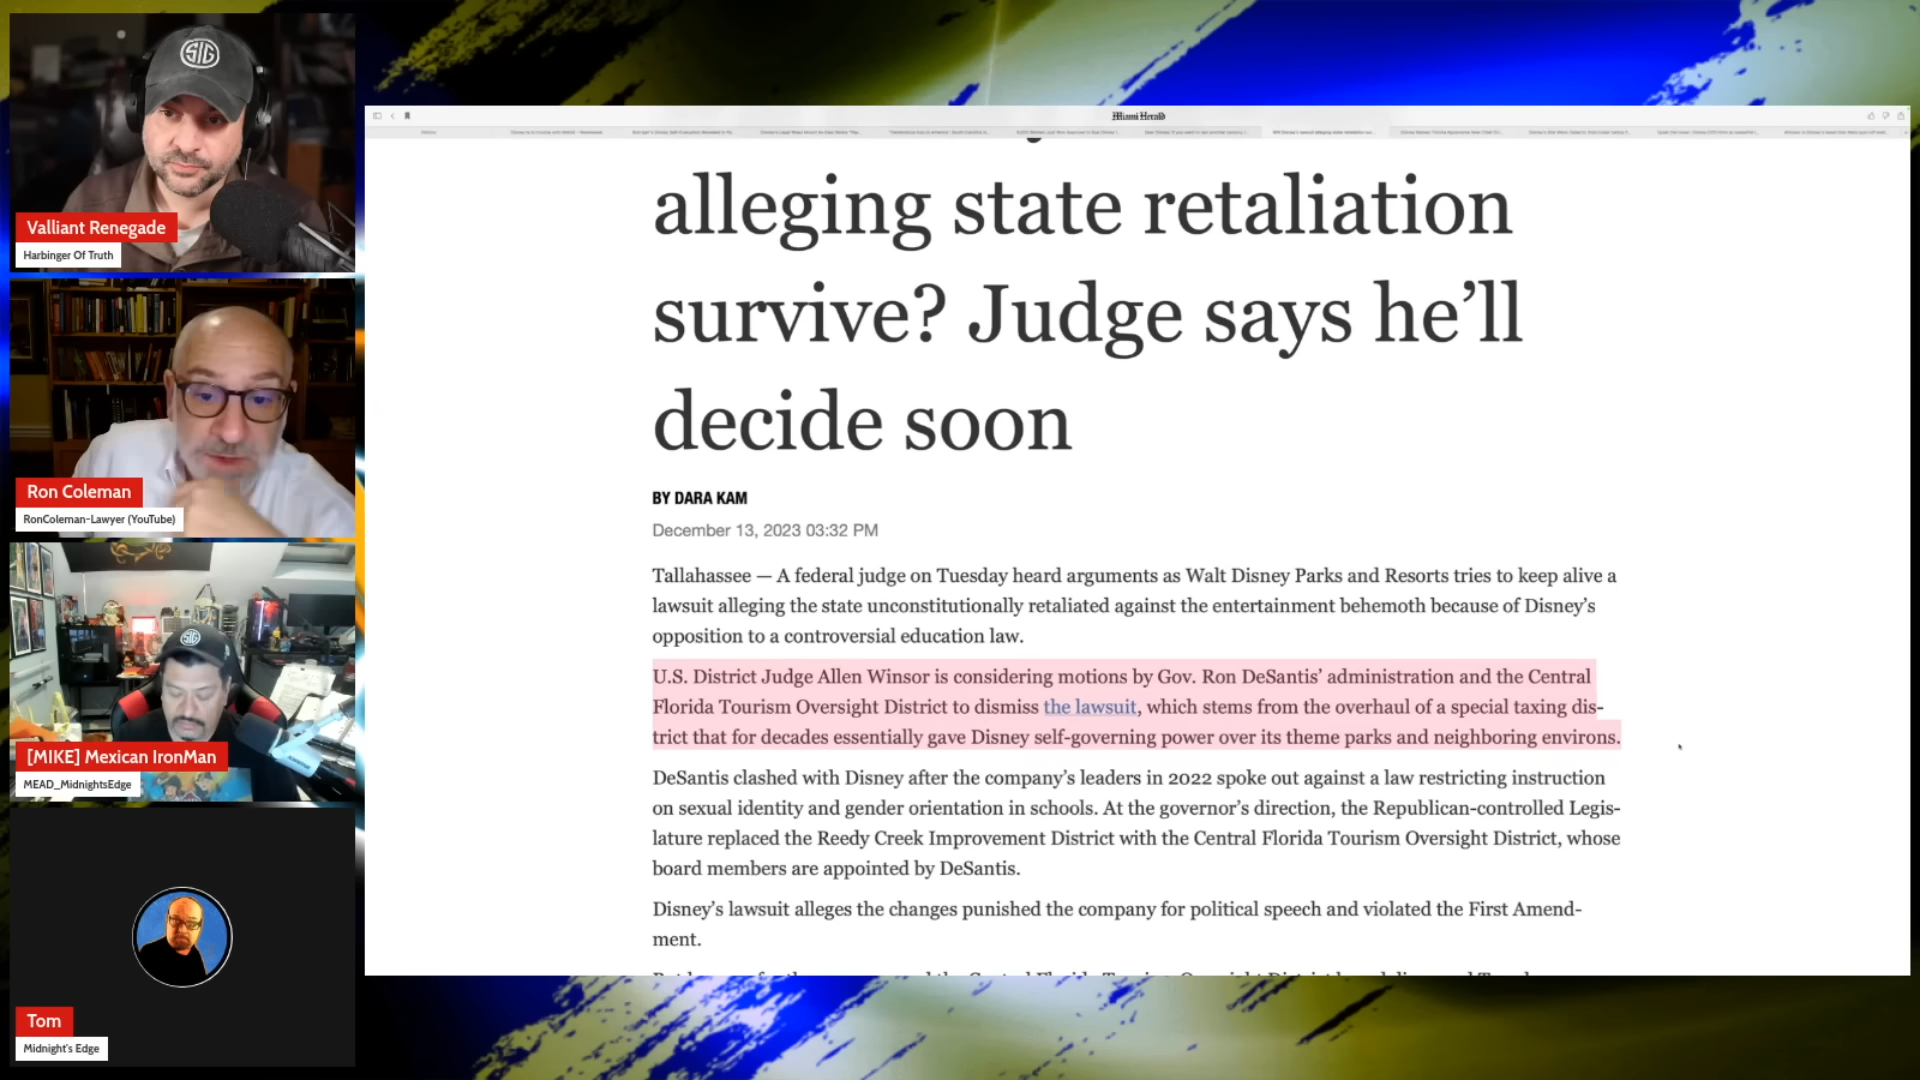 SIG
Valliant Renegade
Harbinger Of Truth
Ron Coleman
RonColeman-Lawyer (YouTube)
SIG
[MIKE] Mexican IronMan
MEAD_MidnightsEdge
Tom
Midnight's Edge
Miami Herald
alleging state retaliation
survive? Judge says he’ll
decide soon
BY DARA KAM
December 13, 2023 03:32 PM
Tallahassee — A federal judge on Tuesday heard arguments as Walt Disney Parks and Resorts tries to keep alive a
lawsuit alleging the state unconstitutionally retaliated against the entertainment behemoth because of Disney’s
opposition to a controversial education law.
U.S. District Judge Allen Winsor is considering motions by Gov. Ron DeSantis’ administration and the Central
Florida Tourism Oversight District to dismiss the lawsuit, which stems from the overhaul of a special taxing dis-
trict that for decades essentially gave Disney self-governing power over its theme parks and neighboring environs.
DeSantis clashed with Disney after the company’s leaders in 2022 spoke out against a law restricting instruction
on sexual identity and gender orientation in schools. At the governor’s direction, the Republican-controlled Legis-
lature replaced the Reedy Creek Improvement District with the Central Florida Tourism Oversight District, whose
board members are appointed by DeSantis.
Disney’s lawsuit alleges the changes punished the company for political speech and violated the First Amend-
ment.